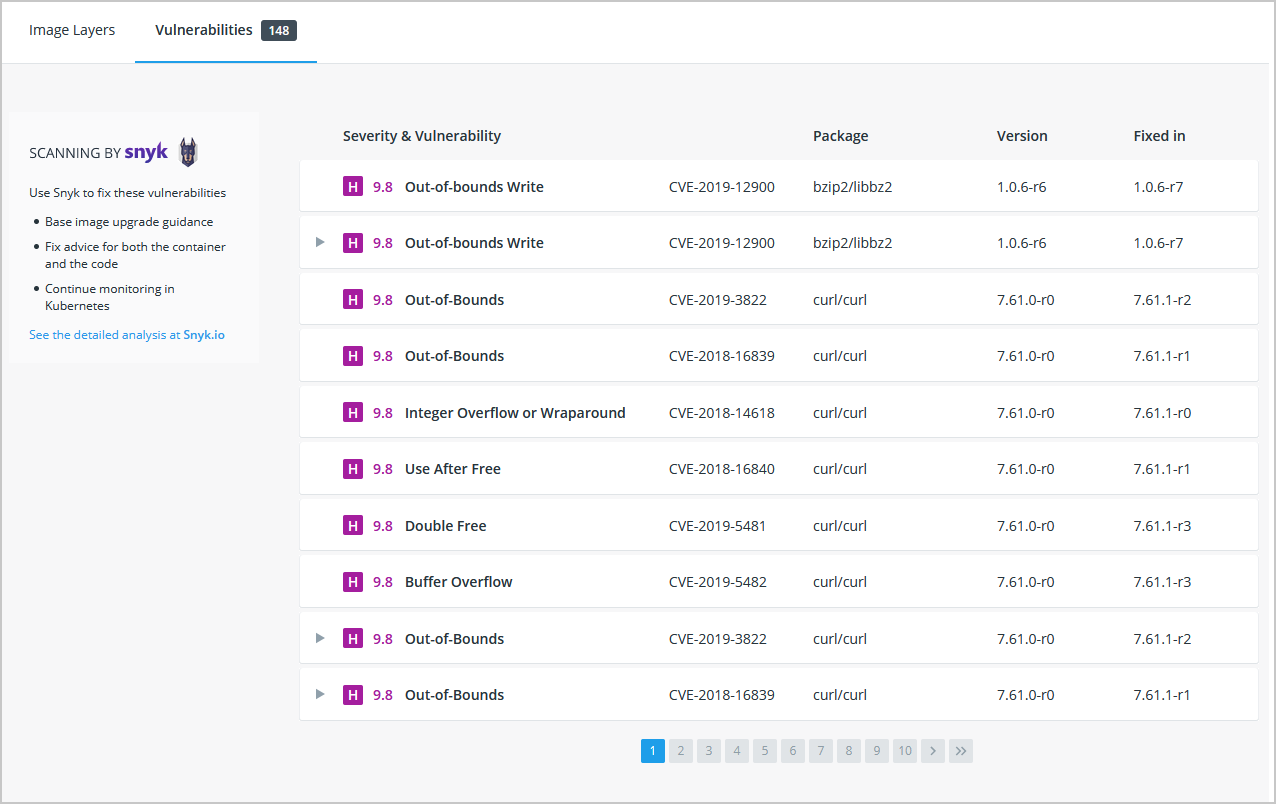 Image Layers
Vulnerabilities 148
SCANNING BY snyk
Use Snyk to fix these vulnerabilities
Base image upgrade guidance
Fix advice for both the container
and the code
Continue monitoring in
Kubernetes
See the detailed analysis at Snyk.io
Severity & Vulnerability Package Version Fixed in
H 9.8 Out-of-bounds Write CVE-2019-12900 bzip2/libbz2 1.0.6-r6 1.0.6-r7
H 9.8 Out-of-bounds Write CVE-2019-12900 bzip2/libbz2 1.0.6-r6 1.0.6-r7
H 9.8 Out-of-Bounds CVE-2019-3822 curl/curl 7.61.0-r0 7.61.1-r2
H 9.8 Out-of-Bounds CVE-2018-16839 curl/curl 7.61.0-r0 7.61.1-r1
H 9.8 Integer Overflow or Wraparound CVE-2018-14618 curl/curl 7.61.0-r0 7.61.1-r0
H 9.8 Use After Free CVE-2018-16840 curl/curl 7.61.0-r0 7.61.1-r1
H 9.8 Double Free CVE-2019-5481 curl/curl 7.61.0-r0 7.61.1-r3
H 9.8 Buffer Overflow CVE-2019-5482 curl/curl 7.61.0-r0 7.61.1-r3
H 9.8 Out-of-Bounds CVE-2019-3822 curl/curl 7.61.0-r0 7.61.1-r2
H 9.8 Out-of-Bounds CVE-2018-16839 curl/curl 7.61.0-r0 7.61.1-r1
1 2 3 4 5 6 7 8 9 10 > >>